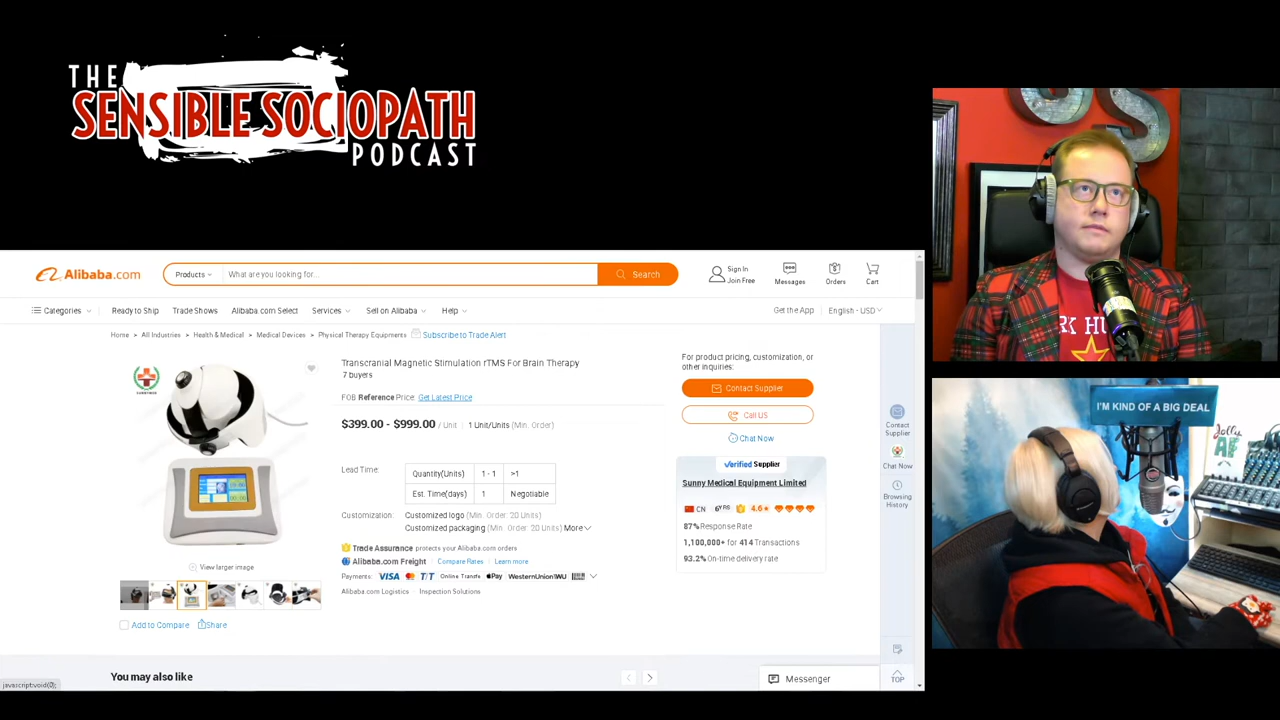 THE
SENSIBLE SOCIOPATH
PODCAST
Alibaba.com
Products
What are you looking for...
Search
Sign In
Join Free
Messages
Orders
Cart
Categories
Ready to Ship
Trade Shows
Alibaba.com Select
Services
Sell on Alibaba
Help
Get the App
English - USD
Home > All Industries > Health & Medical > Medical Devices > Physical Therapy Equipments
Subscribe to Trade Alert
Transcranial Magnetic Stimulation rTMS For Brain Therapy
7 buyers
FOB Reference Price: Get Latest Price
$399.00 - $999.00 / Unit | 1 Unit/Units (Min. Order)
Lead Time:
Quantity(Units) 1 - 1 >1
Est. Time(days) 1 Negotiable
Customization:
Customized logo (Min. Order: 20 Units)
Customized packaging (Min. Order: 20 Units) More
Trade Assurance protects your Alibaba.com orders
Alibaba.com Freight | Compare Rates | Learn more
Payments: VISA T/T Online Transfe Pay WesternUnion WU
Alibaba.com Logistics Inspection Solutions
View larger image
Add to Compare
Share
For product pricing, customization, or
other inquiries:
Contact Supplier
Call US
Chat Now
Verified Supplier
Sunny Medical Equipment Limited
CN 6YRS 4.6
87% Response Rate
1,100,000+ for 414 Transactions
93.2% On-time delivery rate
Contact
Supplier
Chat Now
Browsing
History
TOP
You may also like
Messenger
javascript:void(0);
S
RK HU
I'M KIND OF A BIG DEAL
Jolly
AF